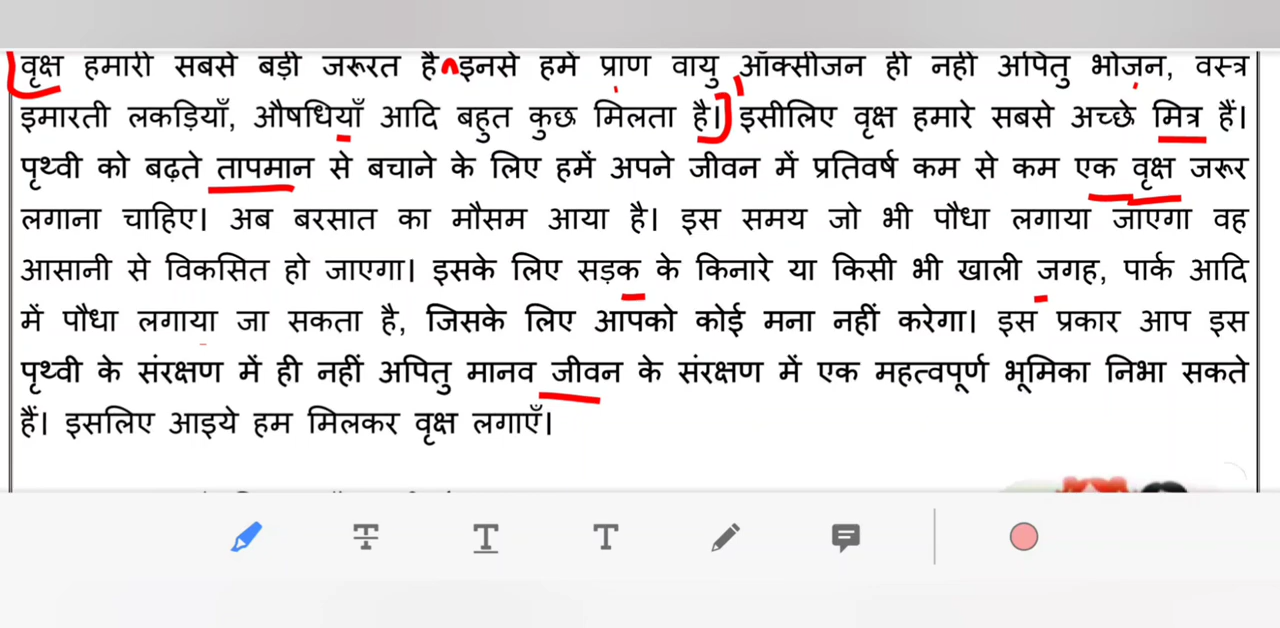 वृक्ष हमारी सबसे बड़ी जरूरत है इनसे हमें प्राण वायु ऑक्सीजन ही नहीं अपितु भोजन, वस्त्र
इमारती लकड़ियाँ, औषधियाँ आदि बहुत कुछ मिलता है। इसीलिए वृक्ष हमारे सबसे अच्छे मित्र हैं।
पृथ्वी को बढ़ते तापमान से बचाने के लिए हमें अपने जीवन में प्रतिवर्ष कम से कम एक वृक्ष जरूर
लगाना चाहिए। अब बरसात का मौसम आया है। इस समय जो भी पौधा लगाया जाएगा वह
आसानी से विकसित हो जाएगा। इसके लिए सड़क के किनारे या किसी भी खाली जगह, पार्क आदि
में पौधा लगाया जा सकता है, जिसके लिए आपको कोई मना नहीं करेगा। इस प्रकार आप इस
पृथ्वी के संरक्षण में ही नहीं अपितु मानव जीवन के संरक्षण में एक महत्वपूर्ण भूमिका निभा सकते
हैं। इसलिए आइये हम मिलकर वृक्ष लगाएँ।